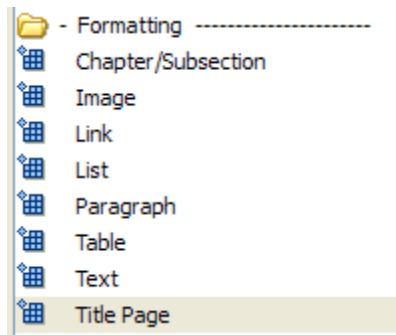 - Formatting ----------------------
Chapter/Subsection
Image
Link
List
Paragraph
Table
Text
Title Page